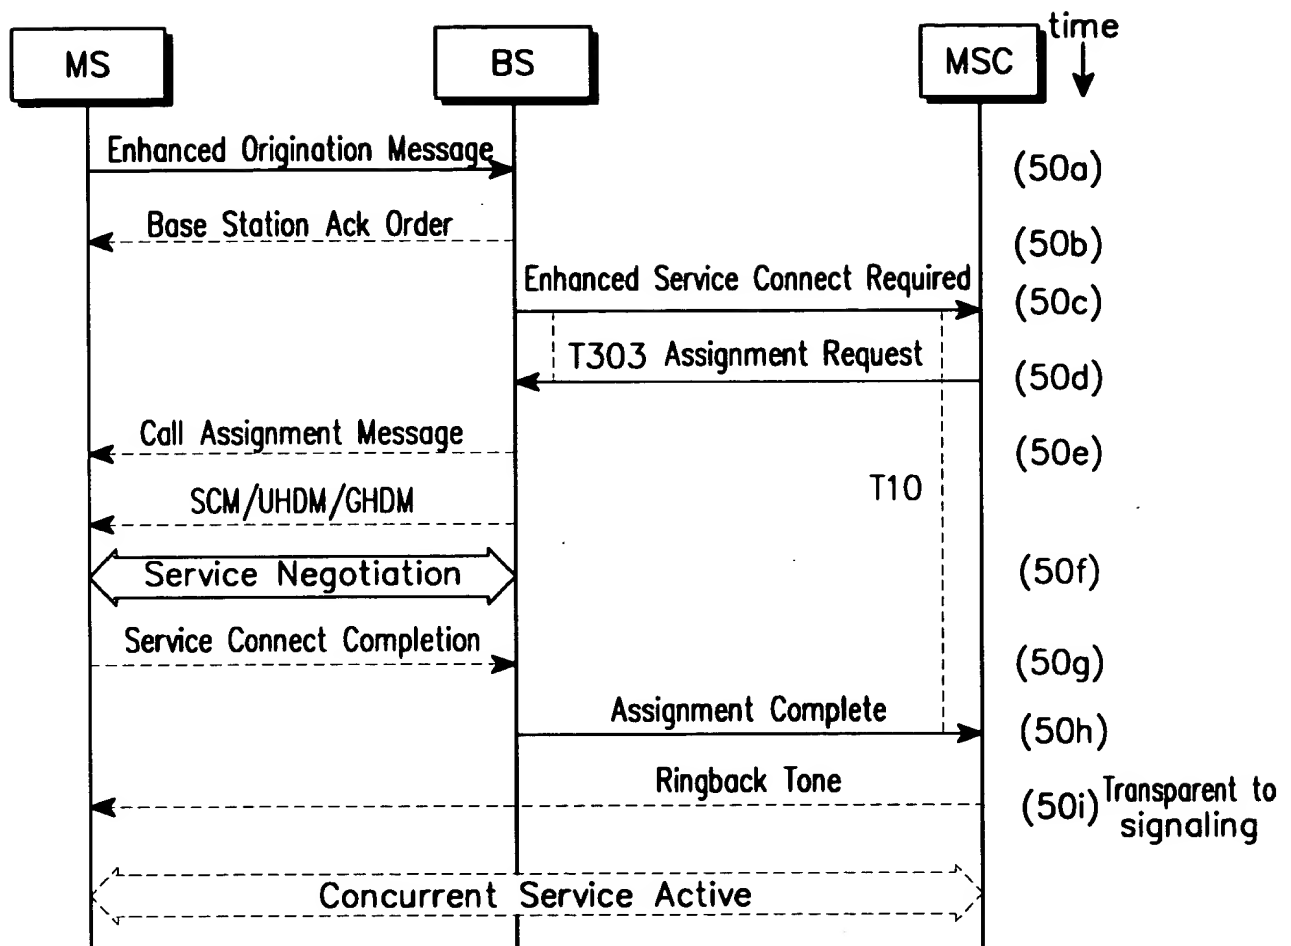 time
MS
BS
MSC
Enhanced Origination Message
(50a)
Base Station Ack Order
(50b)
Enhanced Service Connect Required
(50c)
T303 Assignment Request
(50d)
Call Assignment Message
(50e)
T10
SCM/UHDM/GHDM
Service Negotiation
(50f)
Service Connect Completion
(50g)
Assignment Complete
(50h)
Ringback Tone
(50i) Transparent to
signaling
Concurrent Service Active